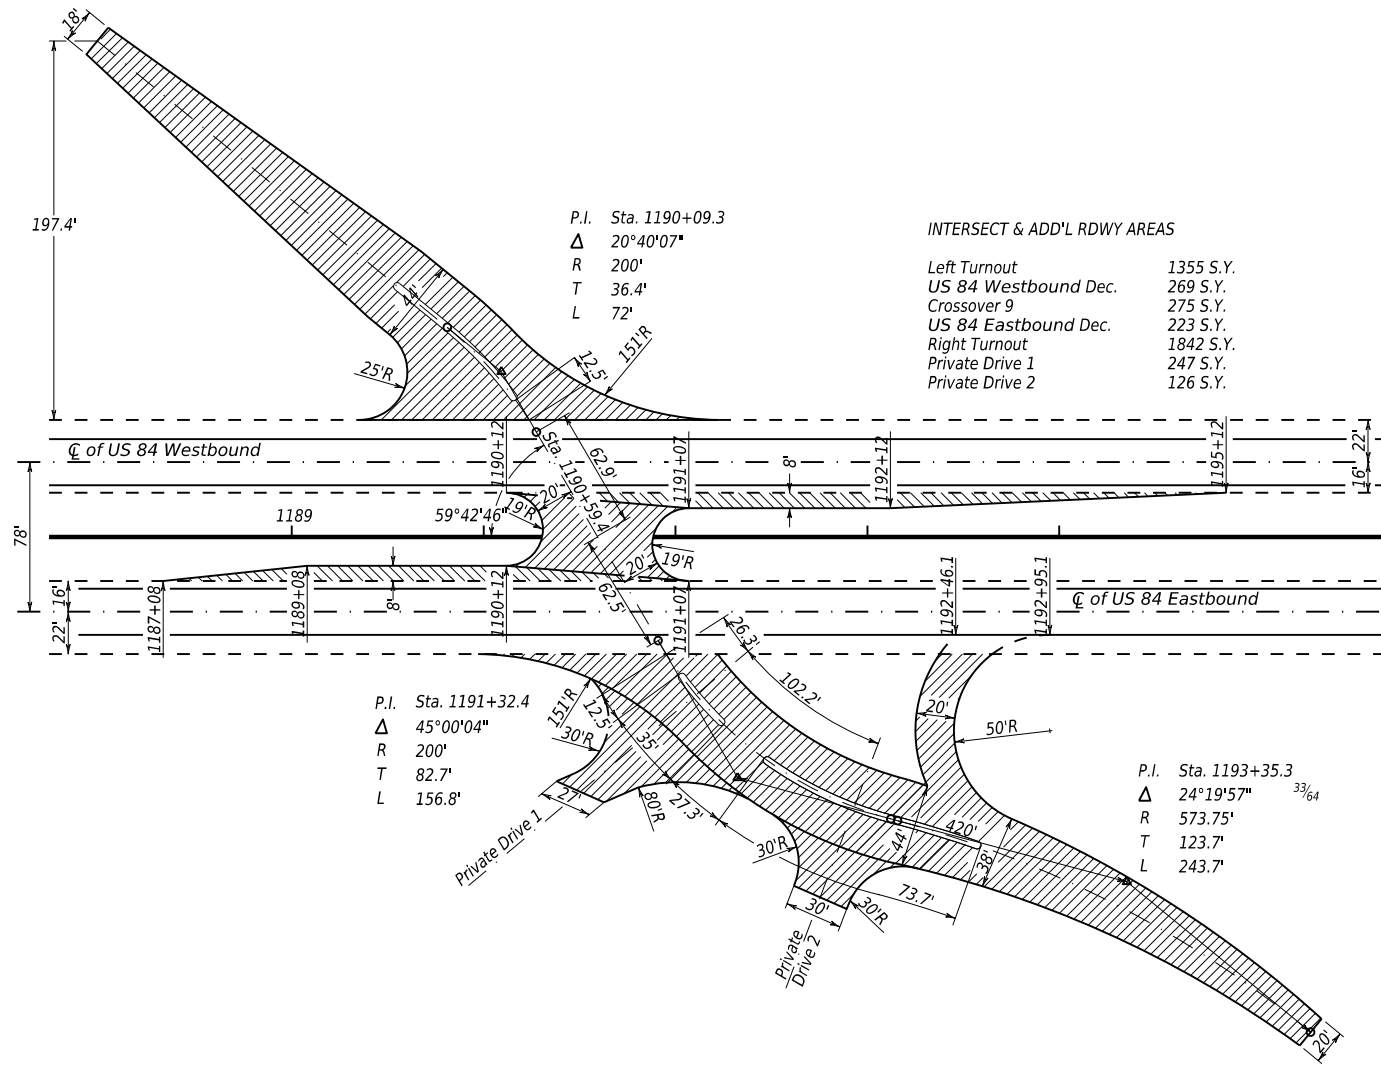 18'
197.4'
P.I. Sta. 1190+09.3
Δ 20°40'07"
R 200'
T 36.4'
L 72'
INTERSECT & ADD'L RDWY AREAS
Left Turnout 1355 S.Y.
US 84 Westbound Dec. 269 S.Y.
Crossover 9 275 S.Y.
US 84 Eastbound Dec. 223 S.Y.
Right Turnout 1842 S.Y.
Private Drive 1 247 S.Y.
Private Drive 2 126 S.Y.
44'
25'R
12.5'
151'R
℄ of US 84 Westbound
1190+12
Sta. 1190+59.4
62.9'
1191+07
8'
1192+12
1195+12
22'
16'
20'
19'R
1189
59°42'46"
78'
19'R
20'
62.5'
16'
22'
1187+08
1189+08
8'
1190+12
1191+07
1192+46.1
1192+95.1
℄ of US 84 Eastbound
26.3'
102.2'
P.I. Sta. 1191+32.4
Δ 45°00'04"
R 200'
T 82.7'
L 156.8'
151'R
12.5'
30'R
35'
27'
80'R
27.3'
Private Drive 1
20'
50'R
P.I. Sta. 1193+35.3
Δ 24°19'57" 33/64
R 573.75'
T 123.7'
L 243.7'
30'R
44'
420'
38'
73.7'
30'
30'R
Private
Drive 2
20'